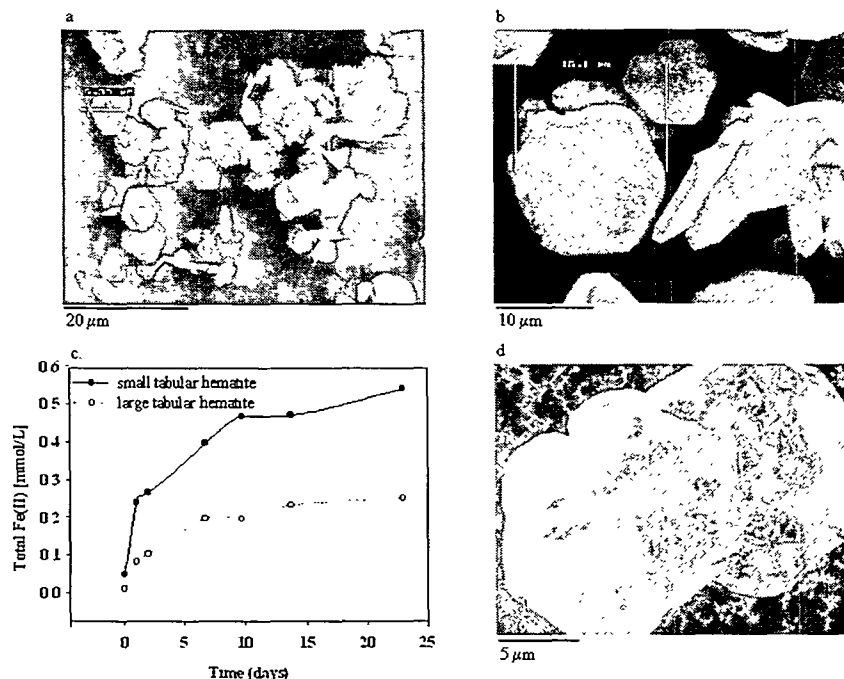 a
b
20 µm
10 µm
c.
0.6
small tabular hematite
large tabular hematite
0.5
0.4
0.3
0.2
0.1
0.0
Total Fe(II) [mmol/L]
0
5
10
15
20
25
Time (days)
d
5 µm